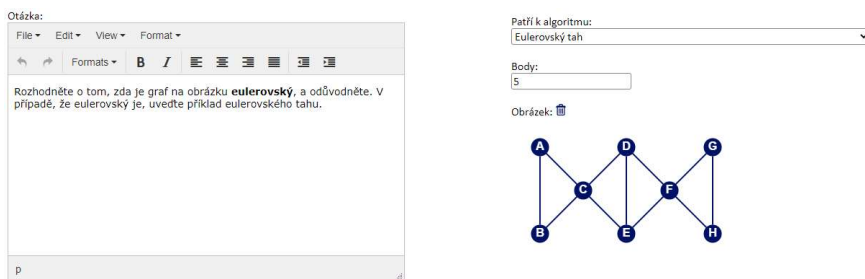 Otázka:
File Edit View Format
Formats B I
Rozhodněte o tom, zda je graf na obrázku eulerovský, a odůvodněte. V
případě, že eulerovský je, uveďte příklad eulerovského tahu.
p
Patří k algoritmu:
Eulerovský tah
Body:
5
Obrázek:
A D G
C F
B E H